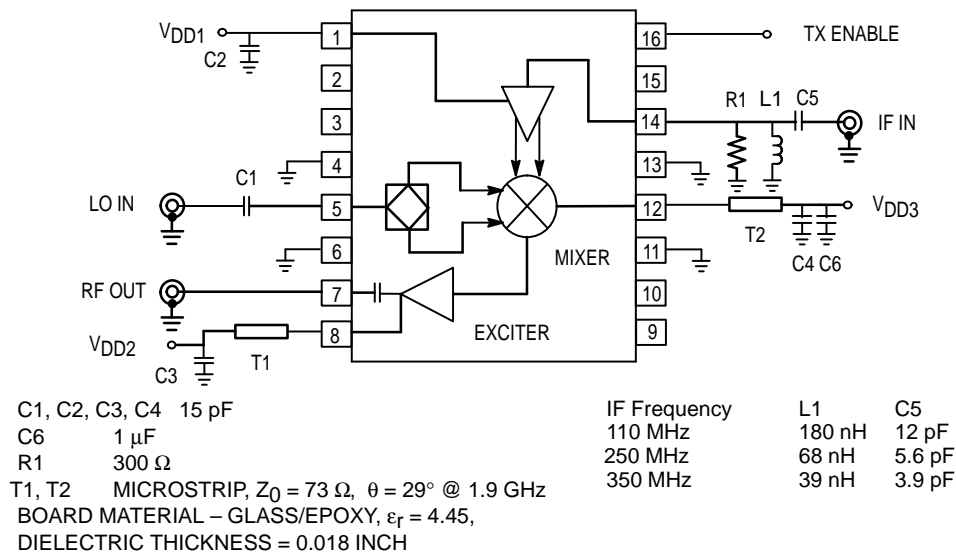 VDD1
C2
1
16
TX ENABLE
2
15
3
14
R1 L1 C5
IF IN
4
13
C1
LO IN
5
12
VDD3
T2
6
11
C4 C6
MIXER
RF OUT
7
10
EXCITER
VDD2
8
9
C3
T1
C1, C2, C3, C4 15 pF
C6 1 µF
R1 300 Ω
T1, T2 MICROSTRIP, Z0 = 73 Ω, θ = 29° @ 1.9 GHz
BOARD MATERIAL – GLASS/EPOXY, εr = 4.45,
DIELECTRIC THICKNESS = 0.018 INCH
IF Frequency L1 C5
110 MHz 180 nH 12 pF
250 MHz 68 nH 5.6 pF
350 MHz 39 nH 3.9 pF